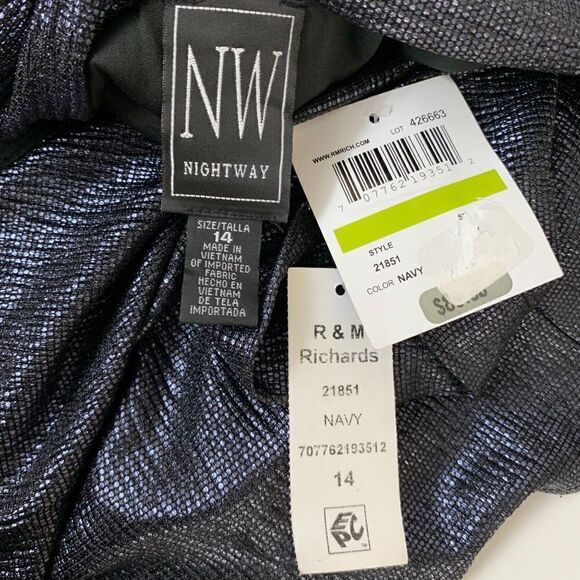 NW
NIGHTWAY
SIZE/TALLA
14
MADE IN
VIETNAM
OF IMPORTED
FABRIC
HECHO EN
VIETNAM
DE TELA
IMPORTADA
WWW.RMRICH.COM
LOT 426663
7 07762 19351 2
STYLE
21851
COLOR NAVY
R & M
Richards
21851
NAVY
707762193512
14
EPC
TM